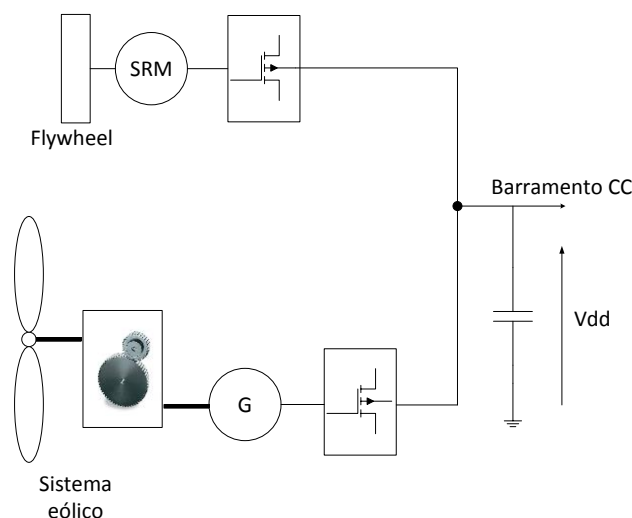 SRM
Flywheel
Barramento CC
Vdd
G
Sistema
eólico